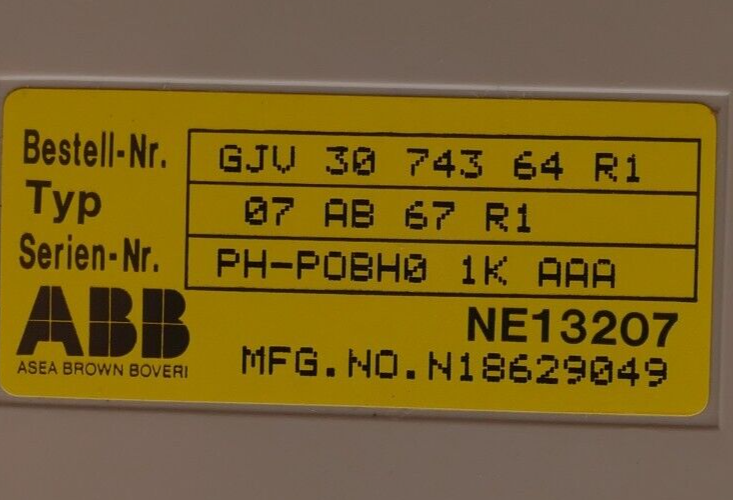 Bestell-Nr. GJV 30 743 64 R1
Typ 07 AB 67 R1
Serien-Nr. PH-POBH0 1K AAA
ABB
ASEA BROWN BOVERI
NE13207
MFG.NO.N18629049